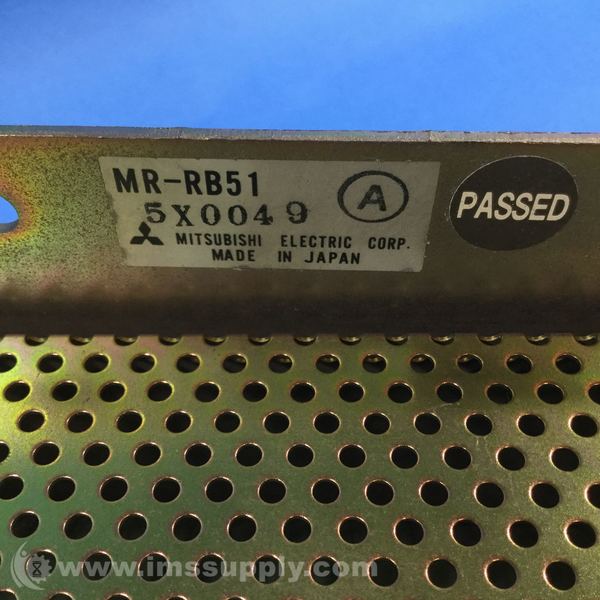 MR-RB51
A
5X0049
MITSUBISHI ELECTRIC CORP.
MADE IN JAPAN
PASSED
www.imssupply.com